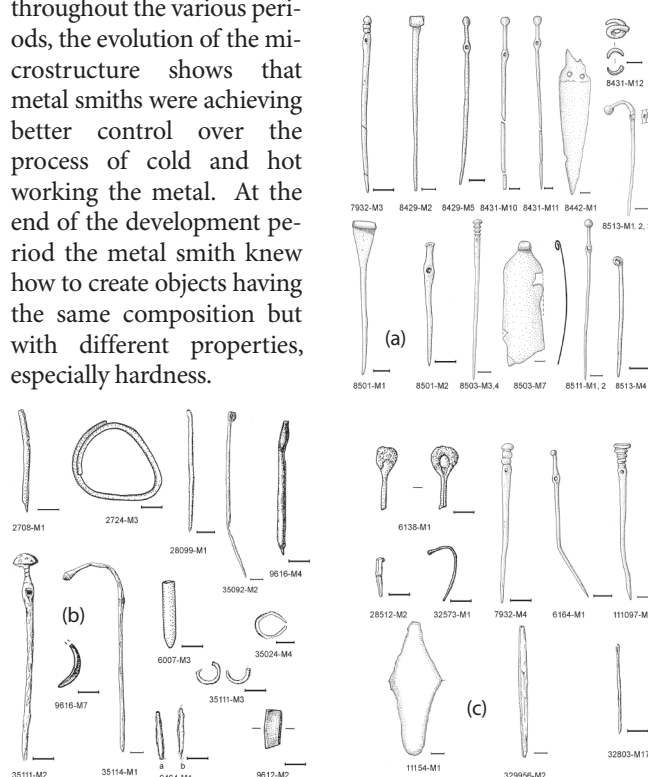 throughout the various peri-
ods, the evolution of the mi-
crostructure shows that
metal smiths were achieving
better control over the
process of cold and hot
working the metal. At the
end of the development pe-
riod the metal smith knew
how to create objects having
the same composition but
with different properties,
especially hardness.
8431-M12
7932-M3 8429-M2 8429-M5 8431-M10 8431-M11 8442-M1
8513-M1, 2,
(a)
8501-M1 8501-M2 8503-M3,4 8503-M7 8511-M1, 2 8513-M4
2708-M1 2724-M3 28099-M1 35092-M2 9616-M4
(b)
6007-M3
35024-M4
9616-M7
35111-M3
a b
35111-M2 35114-M1 9612-M2
6138-M1
28512-M2 32573-M1 7932-M4 6164-M1 111097-M
(c)
11154-M1 329956-M2 32803-M17